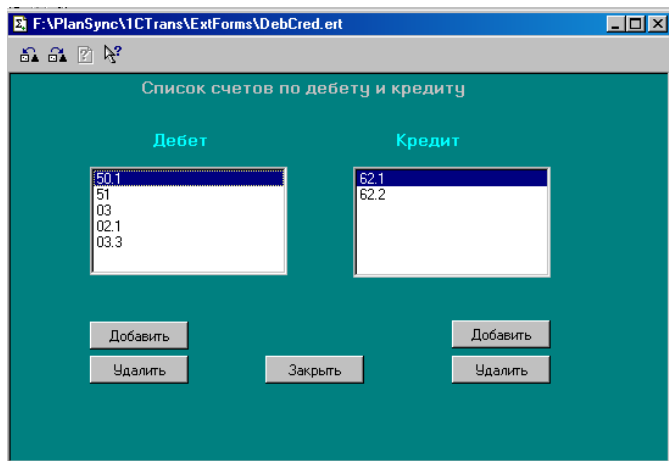 F:\PlanSync\1CTrans\ExtForms\DebCred.ert
Список счетов по дебету и кредиту
Дебет Кредит
50.1 62.1
51 62.2
03
02.1
03.3
Добавить Добавить
Удалить Закрыть Удалить